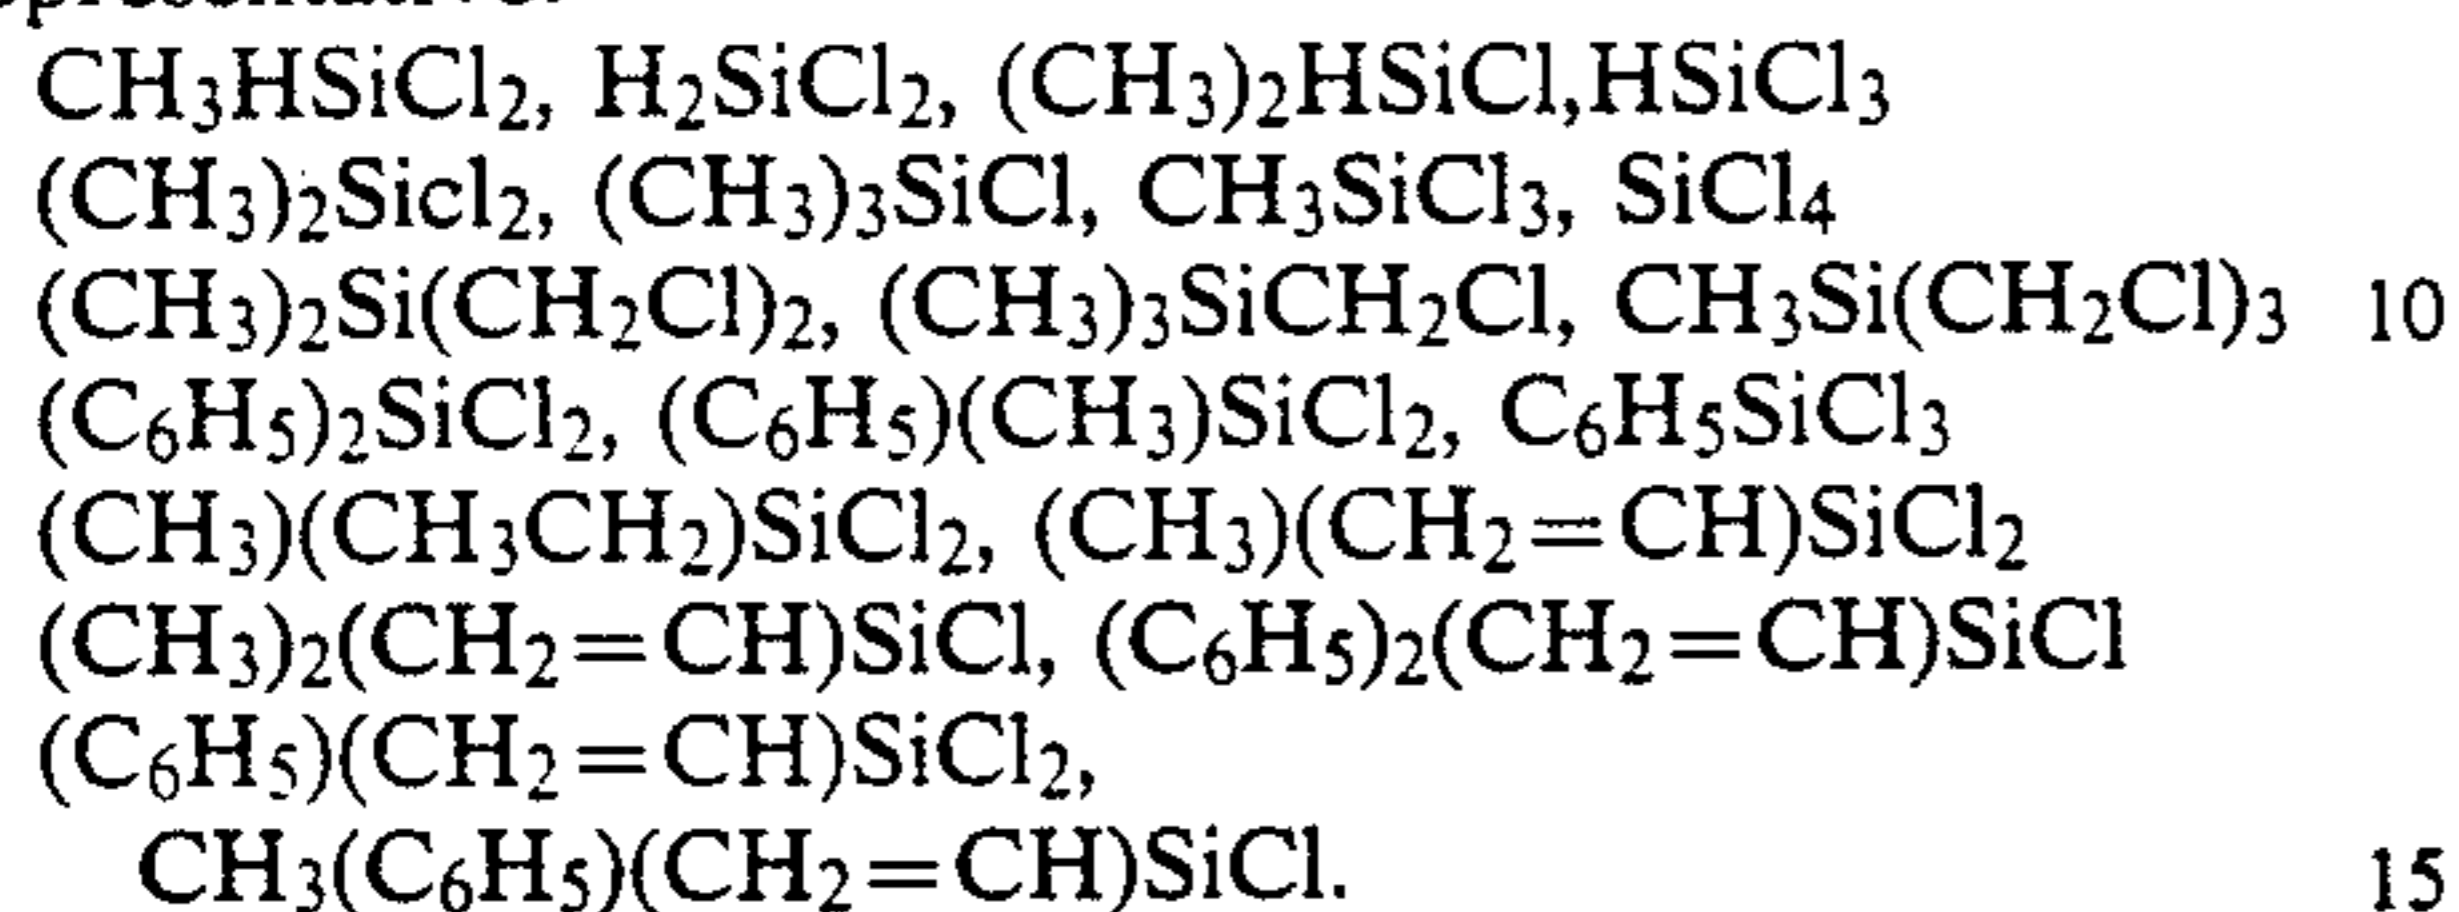 CH₃HSiCl₂, H₂SiCl₂, (CH₃)₂HSiCl,HSiCl₃
(CH₃)₂Sicl₂, (CH₃)₃SiCl, CH₃SiCl₃, SiCl₄
(CH₃)₂Si(CH₂Cl)₂, (CH₃)₃SiCH₂Cl, CH₃Si(CH₂Cl)₃ 10
(C₆H₅)₂SiCl₂, (C₆H₅)(CH₃)SiCl₂, C₆H₅SiCl₃
(CH₃)(CH₃CH₂)SiCl₂, (CH₃)(CH₂=CH)SiCl₂
(CH₃)₂(CH₂=CH)SiCl, (C₆H₅)₂(CH₂=CH)SiCl
(C₆H₅)(CH₂=CH)SiCl₂,
CH₃(C₆H₅)(CH₂=CH)SiCl. 15